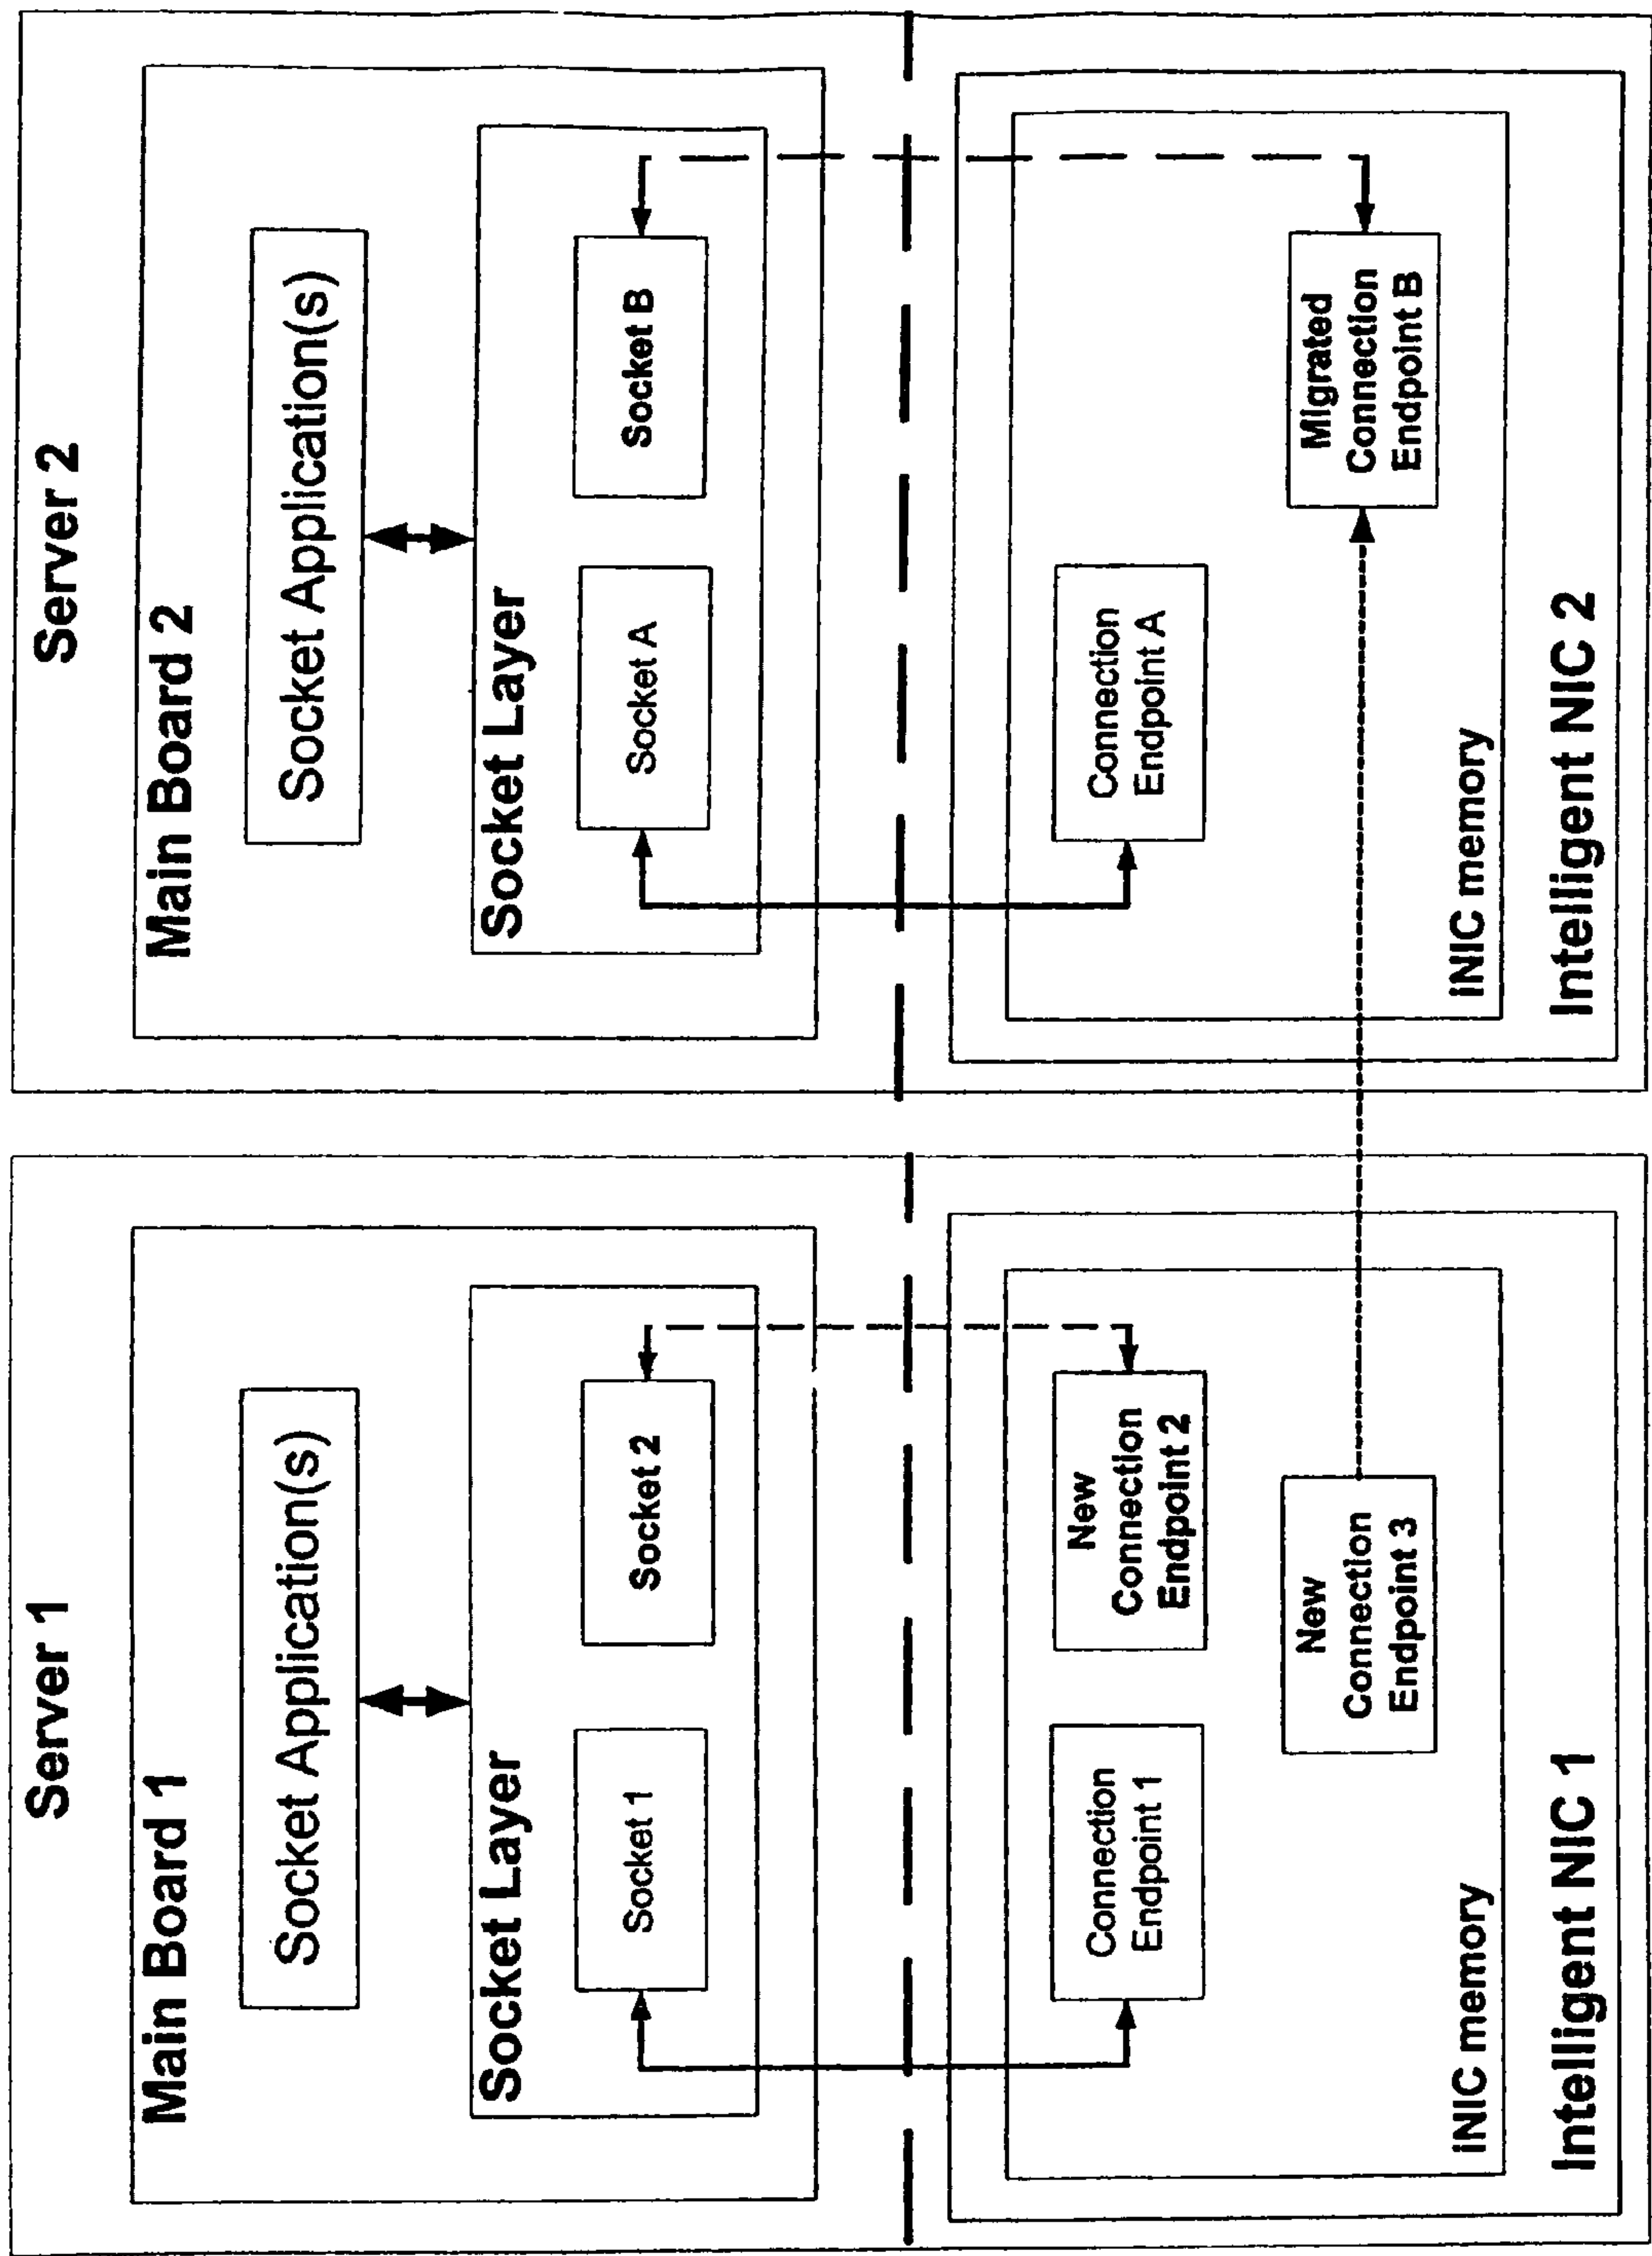 Server 1
Main Board 1
Socket Application(s)
Socket Layer
Socket 1
Socket 2
Connection
Endpoint 1
New
Connection
Endpoint 2
New
Connection
Endpoint 3
iNIC memory
Intelligent NIC 1
Server 2
Main Board 2
Socket Application(s)
Socket Layer
Socket A
Socket B
Connection
Endpoint A
Migrated
Connection
Endpoint B
iNIC memory
Intelligent NIC 2